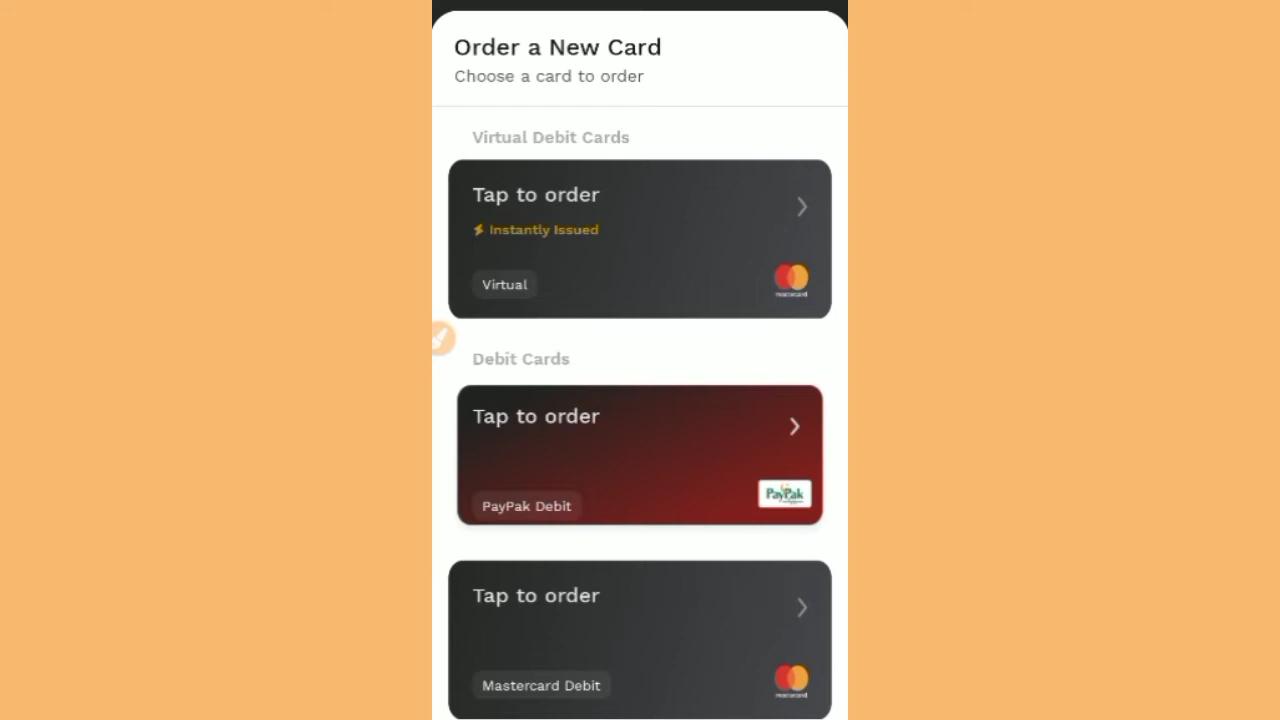 Order a New Card
Choose a card to order
Virtual Debit Cards
Tap to order
Instantly Issued
Virtual
mastercard
Debit Cards
Tap to order
PayPak Debit
PayPak
Tap to order
Mastercard Debit
mastercard